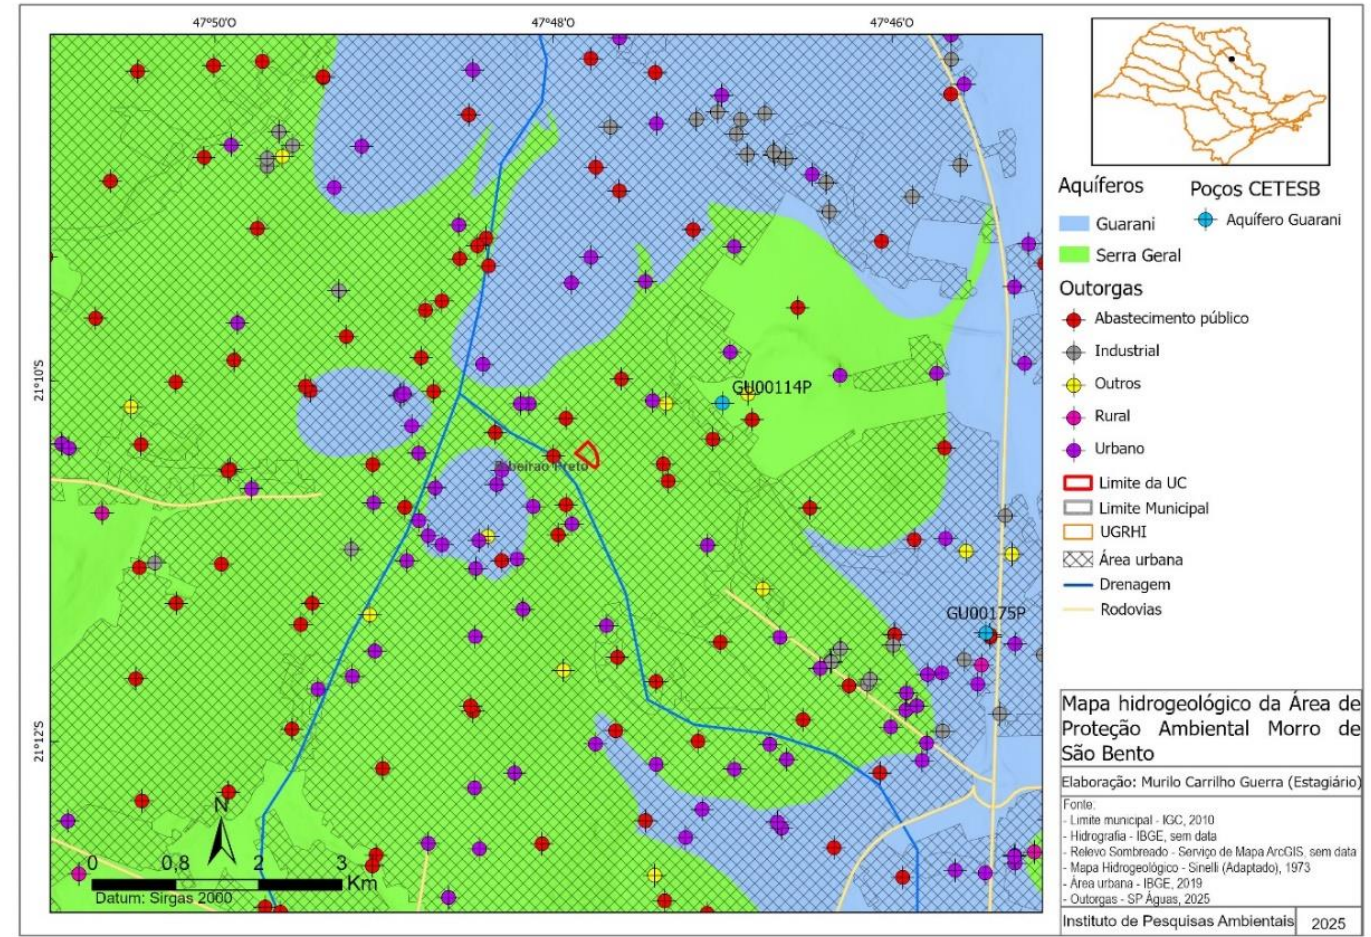 47°50'O
47°48'O
47°46'O
21°10'S
21°12'S
GU00114P
Ribeirao Preto
GU00175P
N
0 0,8 2 3
Km
Datum: Sirgas 2000
Aquíferos
Guarani
Serra Geral
Poços CETESB
Aquífero Guarani
Outorgas
Abastecimento público
Industrial
Outros
Rural
Urbano
Limite da UC
Limite Municipal
UGRHI
Área urbana
Drenagem
Rodovias
Mapa hidrogeológico da Área de
Proteção Ambiental Morro de
São Bento
Elaboração: Murilo Carrilho Guerra (Estagiário)
Fonte:
- Limite municipal - IGC, 2010
- Hidrografia - IBGE, sem data
- Relevo Sombreado - Serviço de Mapa ArcGIS, sem data
- Mapa Hidrogeológico - Sinelli (Adaptado), 1973
- Área urbana - IBGE, 2019
- Outorgas - SP Águas, 2025
Instituto de Pesquisas Ambientais
2025